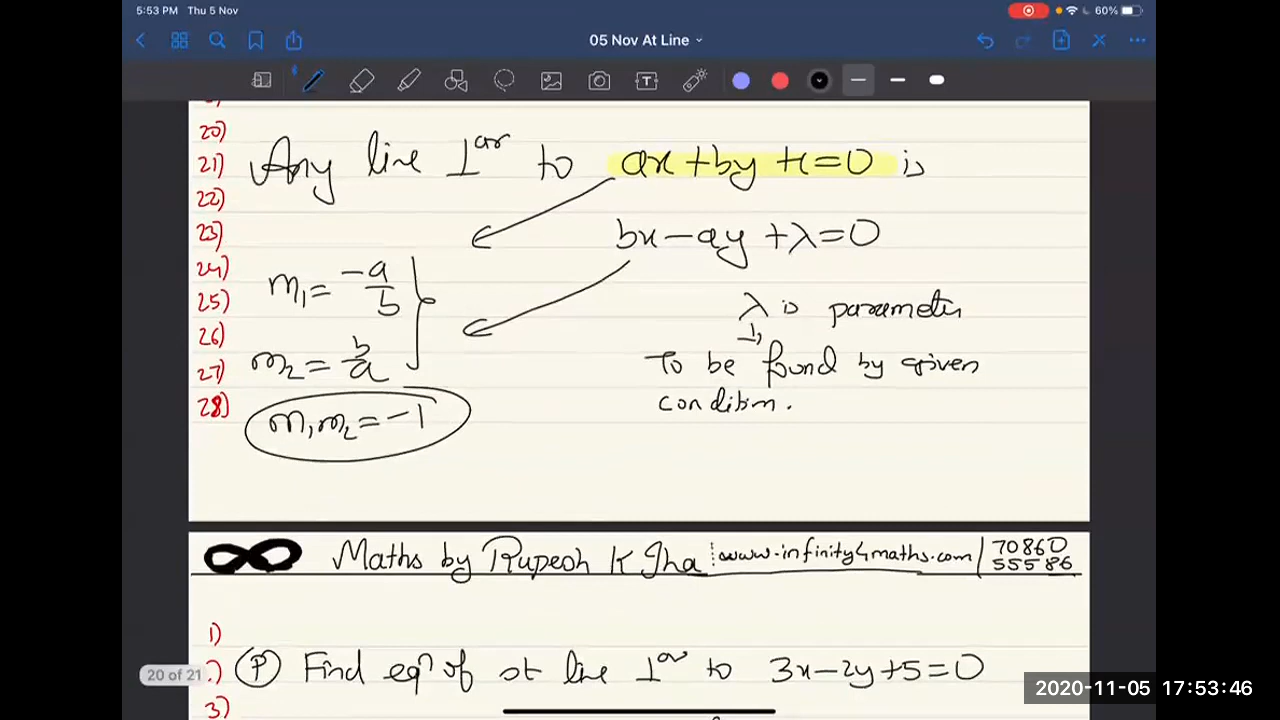 5:53 PM Thu 5 Nov
60%
05 Nov At Line
20)
21) Any line ⊥ar to ax+by+c=0 is
22)
23) bx-ay+λ=0
24) m₁= -a/b
25) λ is parameter
26)
27) m₂= b/a To be found by given
28) condition.
m₁m₂=-1
Maths by Rupesh K Jha www.infinity4maths.com 70860
55586
1)
(P) Find eqn of st line ⊥ar to 3x-2y+5=0
3)
20 of 21
2020-11-05 17:53:46